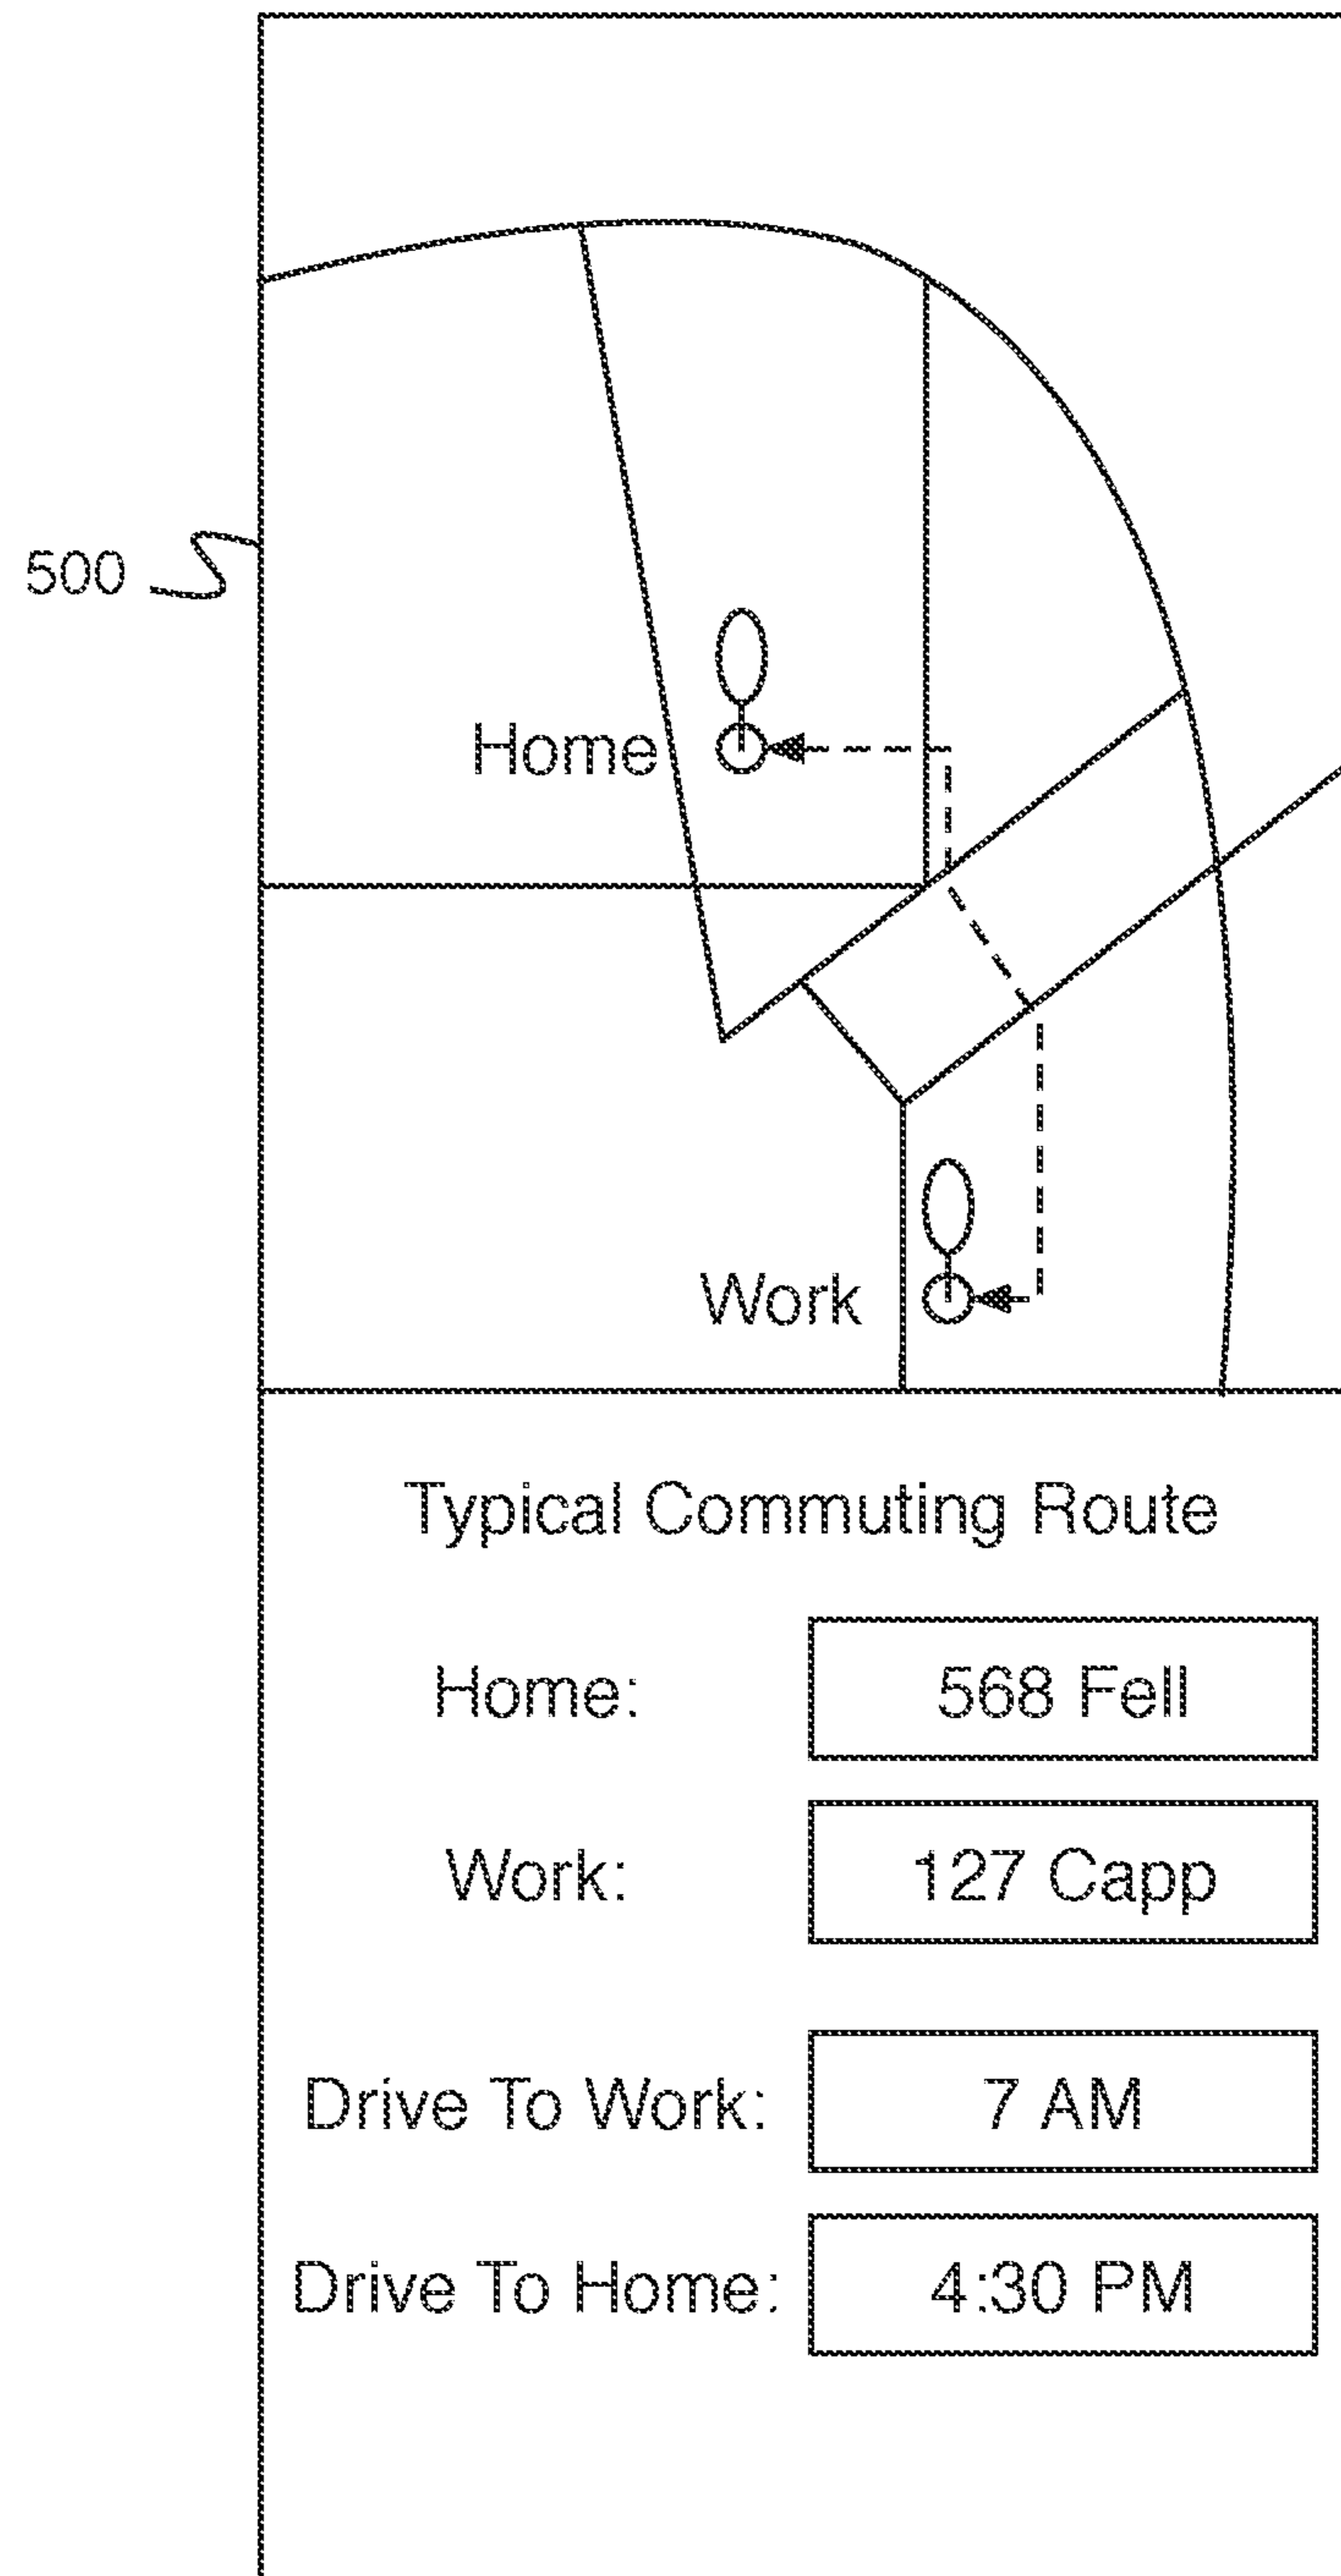 500
Home
Work
Typical Commuting Route
Home: 568 Fell
Work: 127 Capp
Drive To Work: 7 AM
Drive To Home: 4:30 PM